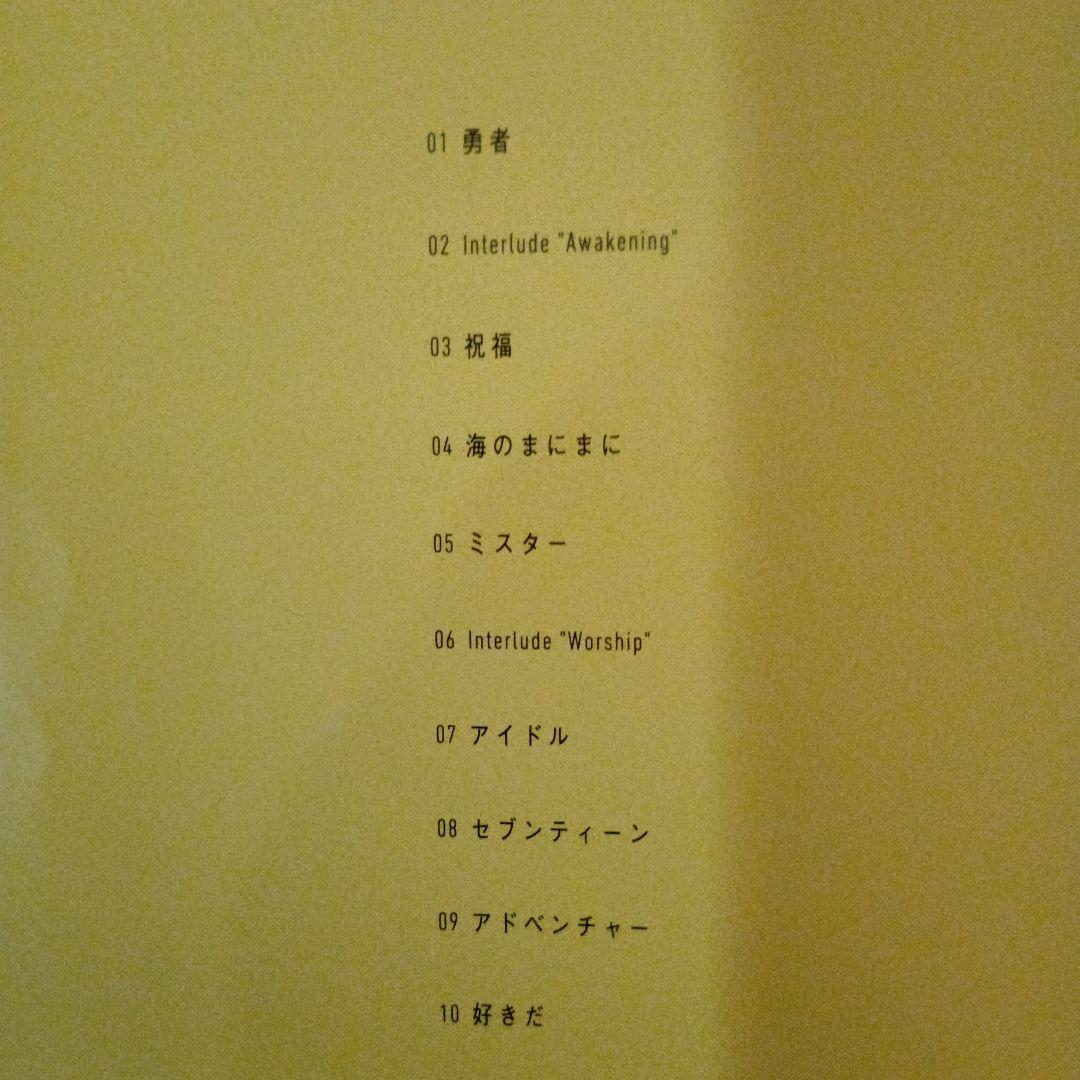 01 勇者
02 Interlude "Awakening"
03 祝福
04 海のまにまに
05 ミスター
06 Interlude "Worship"
07 アイドル
08 セブンティーン
09 アドベンチャー
10 好きだ